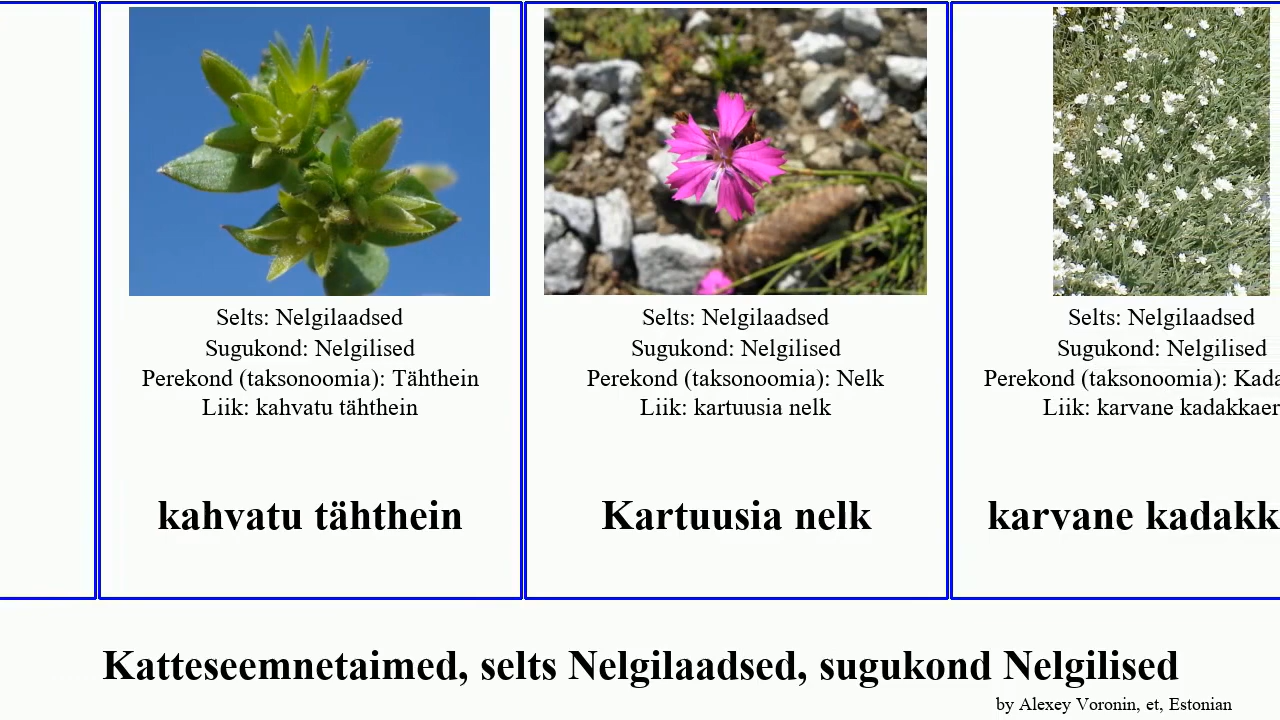 Selts: Nelgilaadsed
Sugukond: Nelgilised
Perekond (taksonoomia): Tähthein
Liik: kahvatu tähthein
kahvatu tähthein
Selts: Nelgilaadsed
Sugukond: Nelgilised
Perekond (taksonoomia): Nelk
Liik: kartuusia nelk
Kartuusia nelk
Selts: Nelgilaadsed
Sugukond: Nelgilised
Perekond (taksonoomia):
Liik: karvane
karvane
Katteseemnetaimed, selts Nelgilaadsed, sugukond Nelgilised
by Alexey Voronin, et, Estonian